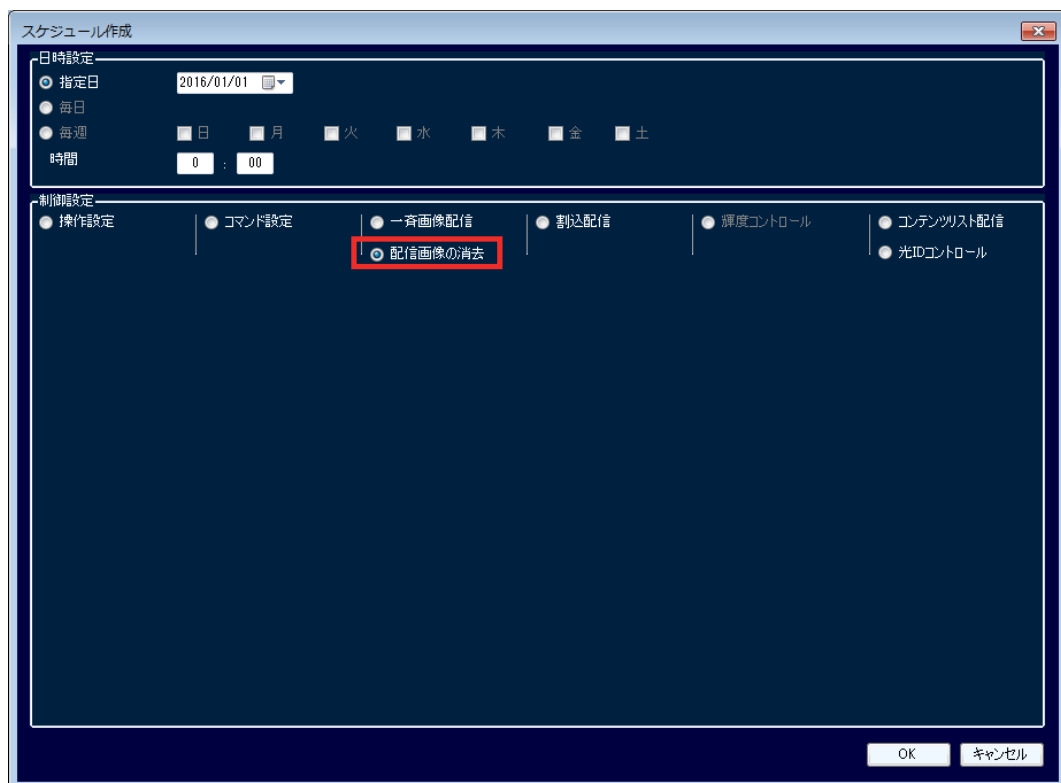 スケジュール作成
日時設定
指定日 2016/01/01
毎日
毎週 日 月 火 水 木 金 土
時間 0 : 00
制御設定
操作設定 コマンド設定 一斉画像配信 割込配信 輝度コントロール コンテンツリスト配信
配信画像の消去 光IDコントロール
OK キャンセル